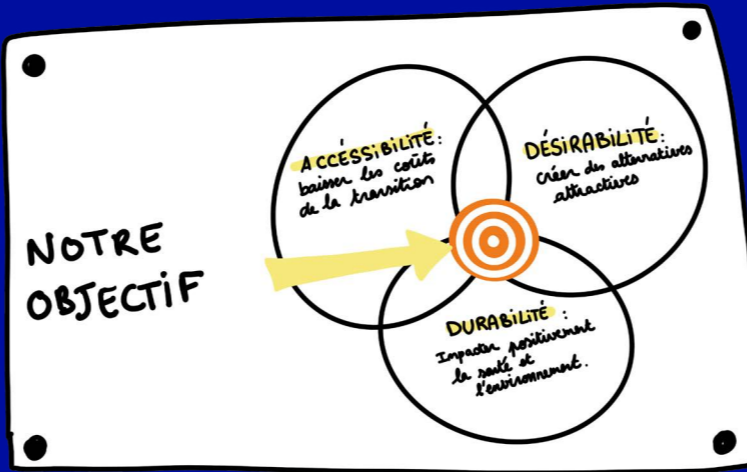 NOTRE
OBJECTIF
ACCÉSSIBILITÉ :
baisser les coûts
de la transition
DÉSIRABILITÉ :
créer des alternatives
attractives
DURABILITÉ :
Impacter positivement
la santé et
l'environnement.